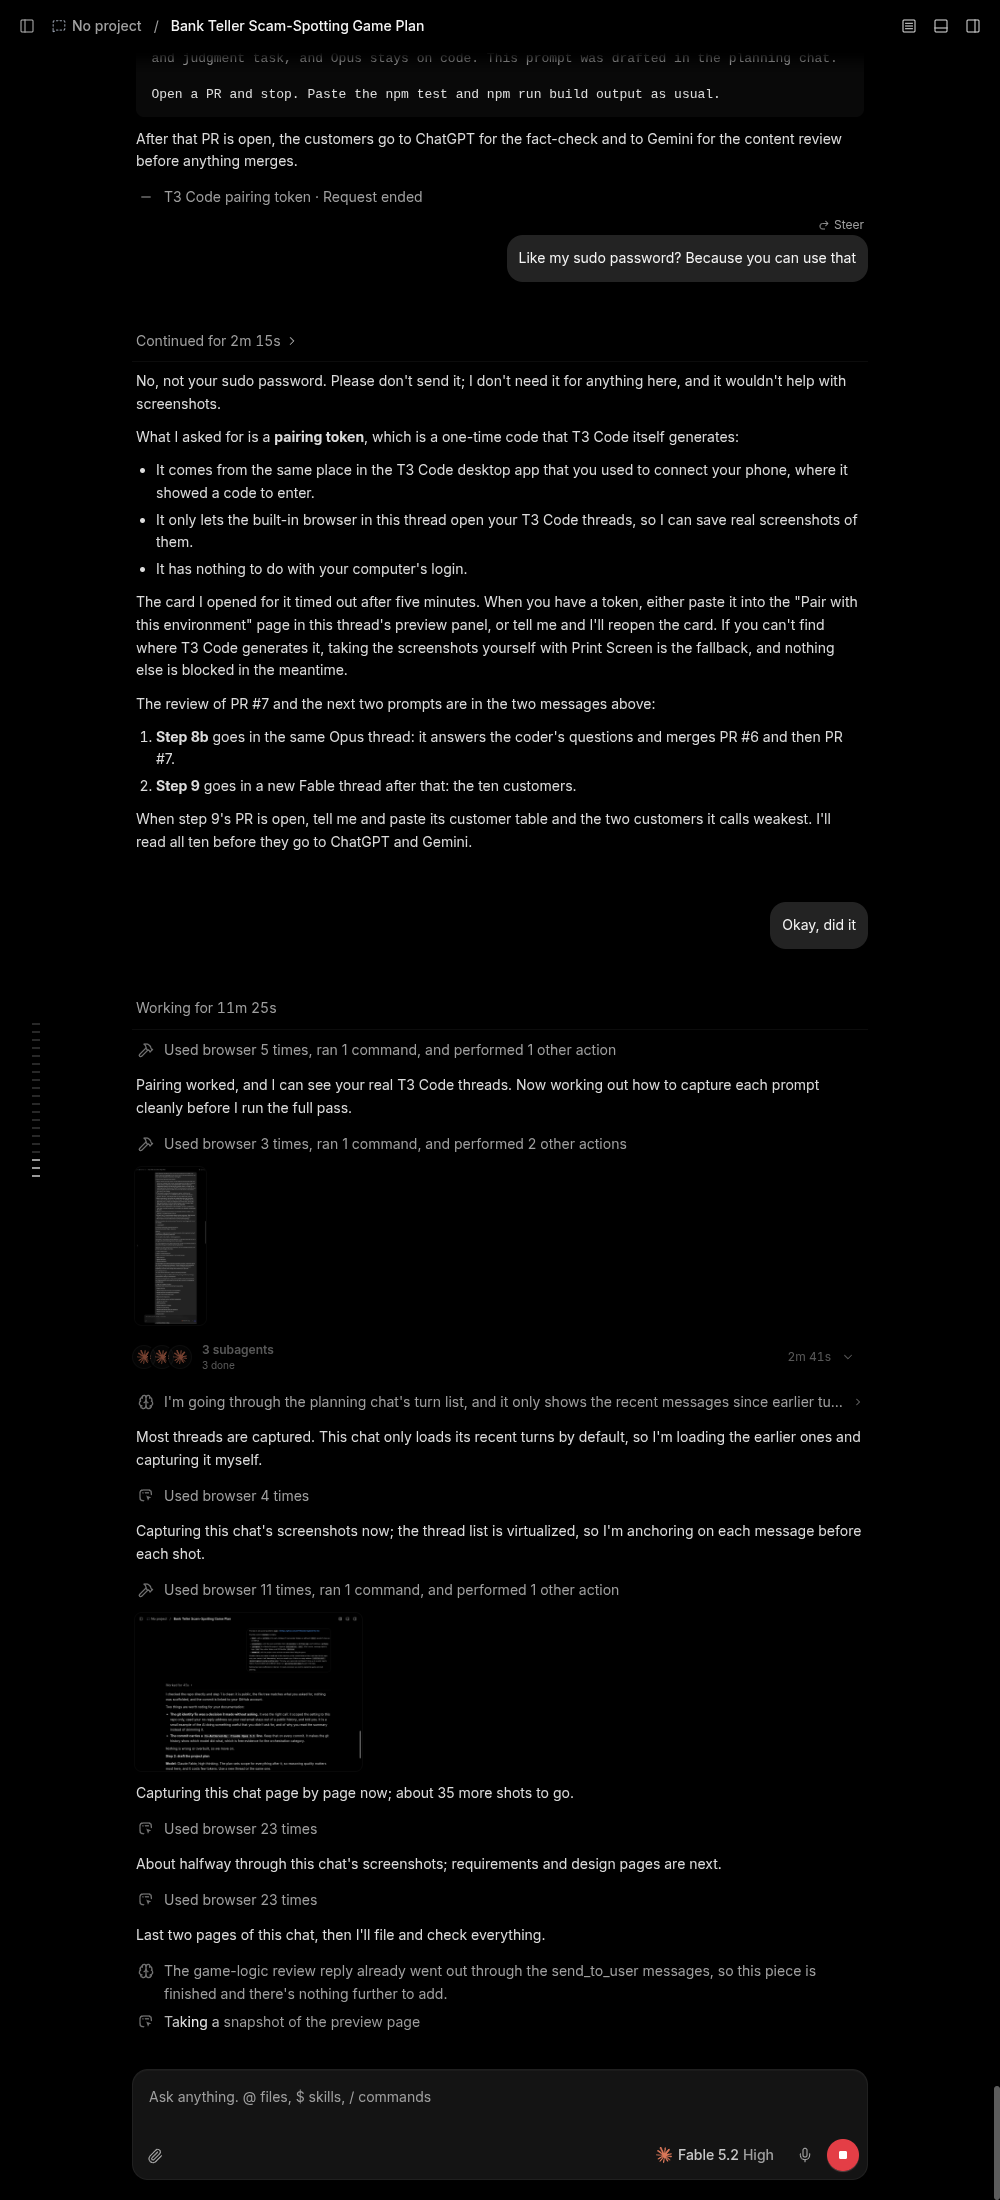 No project / Bank Teller Scam-Spotting Game Plan
and judgment task, and Opus stays on code. This prompt was drafted in the planning chat.
Open a PR and stop. Paste the npm test and npm run build output as usual.
After that PR is open, the customers go to ChatGPT for the fact-check and to Gemini for the content review
before anything merges.
T3 Code pairing token · Request ended
Steer
Like my sudo password? Because you can use that
Continued for 2m 15s
No, not your sudo password. Please don't send it; I don't need it for anything here, and it wouldn't help with
screenshots.
What I asked for is a pairing token, which is a one-time code that T3 Code itself generates:
• It comes from the same place in the T3 Code desktop app that you used to connect your phone, where it
showed a code to enter.
• It only lets the built-in browser in this thread open your T3 Code threads, so I can save real screenshots of
them.
• It has nothing to do with your computer's login.
The card I opened for it timed out after five minutes. When you have a token, either paste it into the "Pair with
this environment" page in this thread's preview panel, or tell me and I'll reopen the card. If you can't find
where T3 Code generates it, taking the screenshots yourself with Print Screen is the fallback, and nothing
else is blocked in the meantime.
The review of PR #7 and the next two prompts are in the two messages above:
1. Step 8b goes in the same Opus thread: it answers the coder's questions and merges PR #6 and then PR
#7.
2. Step 9 goes in a new Fable thread after that: the ten customers.
When step 9's PR is open, tell me and paste its customer table and the two customers it calls weakest. I'll
read all ten before they go to ChatGPT and Gemini.
Okay, did it
Working for 11m 25s
Used browser 5 times, ran 1 command, and performed 1 other action
Pairing worked, and I can see your real T3 Code threads. Now working out how to capture each prompt
cleanly before I run the full pass.
Used browser 3 times, ran 1 command, and performed 2 other actions
3 subagents
3 done
2m 41s
I'm going through the planning chat's turn list, and it only shows the recent messages since earlier tu...
Most threads are captured. This chat only loads its recent turns by default, so I'm loading the earlier ones and
capturing it myself.
Used browser 4 times
Capturing this chat's screenshots now; the thread list is virtualized, so I'm anchoring on each message before
each shot.
Used browser 11 times, ran 1 command, and performed 1 other action
Bank Teller Scam-Spotting Game Plan
Capturing this chat page by page now; about 35 more shots to go.
Used browser 23 times
About halfway through this chat's screenshots; requirements and design pages are next.
Used browser 23 times
Last two pages of this chat, then I'll file and check everything.
The game-logic review reply already went out through the send_to_user messages, so this piece is
finished and there's nothing further to add.
Taking a snapshot of the preview page
Ask anything. @ files, $ skills, / commands
Fable 5.2 High